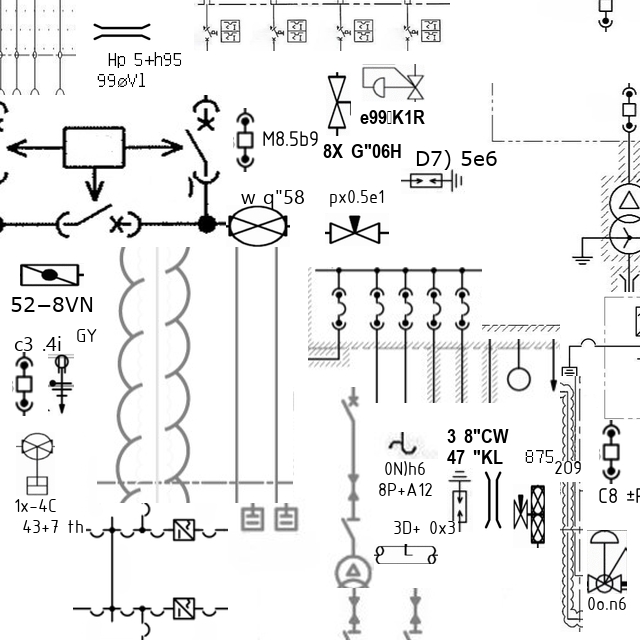 Hp 5+h95
99øV1
e99▯K1R
M8.5b9
8X G"06H
D7) 5e6
w q"58
px0.5e1
52−8VN
GY
c3 .4i
3 8"CW
47 "KL
875
209
0N)h6
8P+A12
C8 ±F
1x-4C
43+7 th
3D+ 0x3
0o.n6